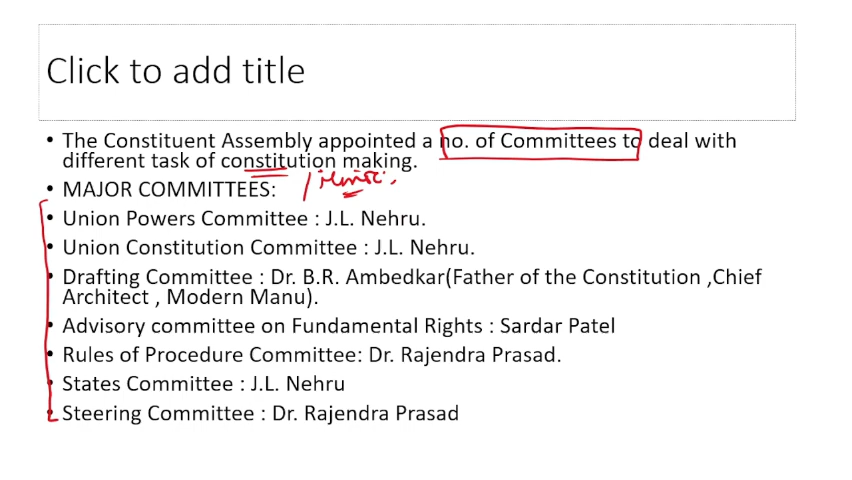 Click to add title
• The Constituent Assembly appointed a no. of Committees to deal with
different task of constitution making.
• MAJOR COMMITTEES: / Minor
• Union Powers Committee : J.L. Nehru.
• Union Constitution Committee : J.L. Nehru.
• Drafting Committee : Dr. B.R. Ambedkar(Father of the Constitution ,Chief
Architect , Modern Manu).
• Advisory committee on Fundamental Rights : Sardar Patel
• Rules of Procedure Committee: Dr. Rajendra Prasad.
• States Committee : J.L. Nehru
• Steering Committee : Dr. Rajendra Prasad